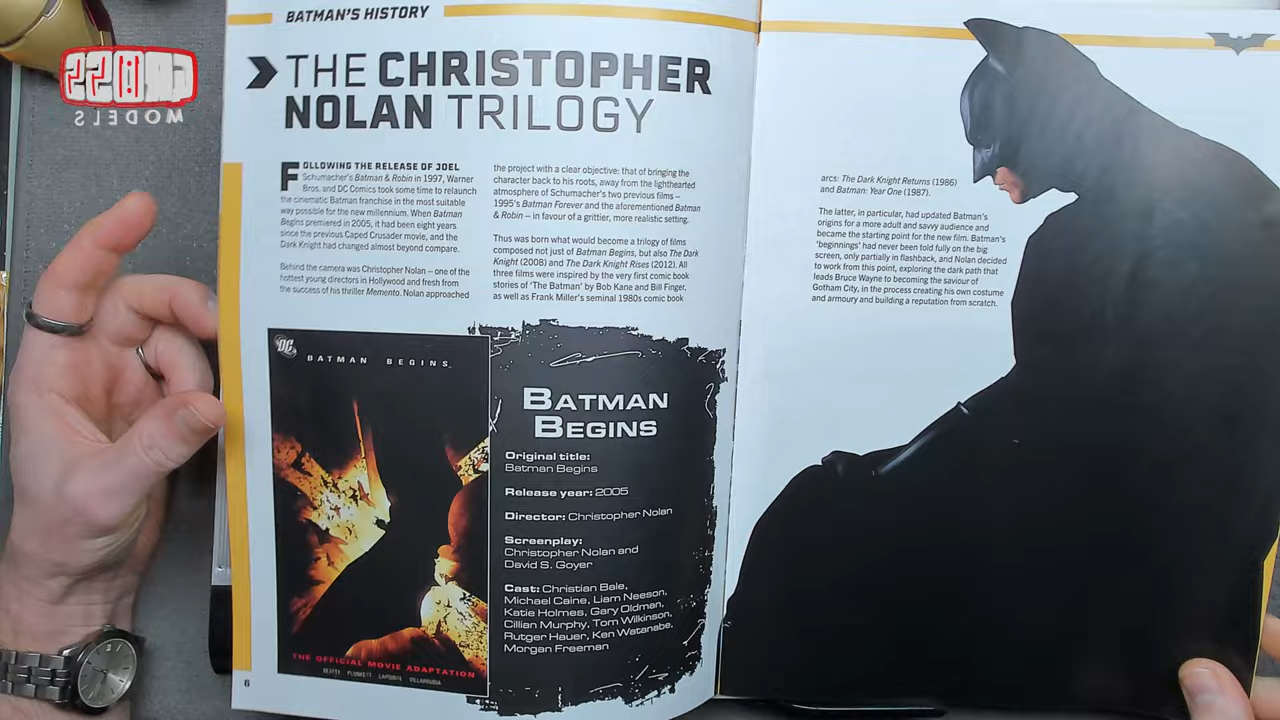 BATMAN'S HISTORY
THE CHRISTOPHER
NOLAN TRILOGY
FOLLOWING THE RELEASE OF JOEL
Schumacher's Batman & Robin in 1997, Warner
Bros. and DC Comics took some time to relaunch
the cinematic Batman franchise in the most suitable
way possible for the new millennium. When Batman
Begins premiered in 2005, it had been eight years
since the previous Caped Crusader movie, and the
Dark Knight had changed almost beyond compare.
Behind the camera was Christopher Nolan – one of the
hottest young directors in Hollywood and fresh from
the success of his thriller Memento. Nolan approached
the project with a clear objective: that of bringing the
character back to his roots, away from the lighthearted
atmosphere of Schumacher's two previous films –
1995's Batman Forever and the aforementioned Batman
& Robin – in favour of a grittier, more realistic setting.
Thus was born what would become a trilogy of films
composed not just of Batman Begins, but also The Dark
Knight (2008) and The Dark Knight Rises (2012). All
three films were inspired by the very first comic book
stories of 'The Batman' by Bob Kane and Bill Finger,
as well as Frank Miller's seminal 1980s comic book
arcs: The Dark Knight Returns (1986)
and Batman: Year One (1987).
The latter, in particular, had updated Batman's
origins for a more adult and savvy audience and
became the starting point for the new film. Batman's
'beginnings' had never been told fully on the big
screen, only partially in flashback, and Nolan decided
to work from this point, exploring the dark path that
leads Bruce Wayne to becoming the saviour of
Gotham City, in the process creating his own costume
and armoury and building a reputation from scratch.
DC
BATMAN BEGINS
THE OFFICIAL MOVIE ADAPTATION
BATMAN
BEGINS
Original title:
Batman Begins
Release year: 2005
Director: Christopher Nolan
Screenplay:
Christopher Nolan and
David S. Goyer
Cast: Christian Bale,
Michael Caine, Liam Neeson,
Katie Holmes, Gary Oldman,
Cillian Murphy, Tom Wilkinson,
Rutger Hauer, Ken Watanabe,
Morgan Freeman
6
MODELS